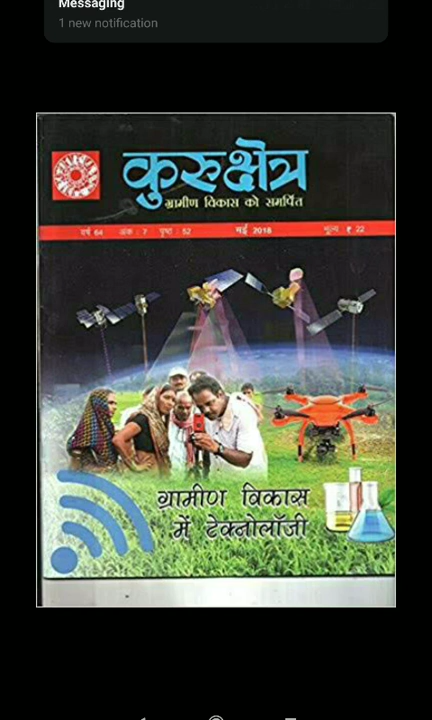 Messaging
1 new notification
कुरुक्षेत्र
ग्रामीण विकास को समर्पित
वर्ष 64 अंक : 7 पृष्ठ : 52 मई 2018 मूल्य ₹ 22
ग्रामीण विकास
में टेक्नोलॉजी